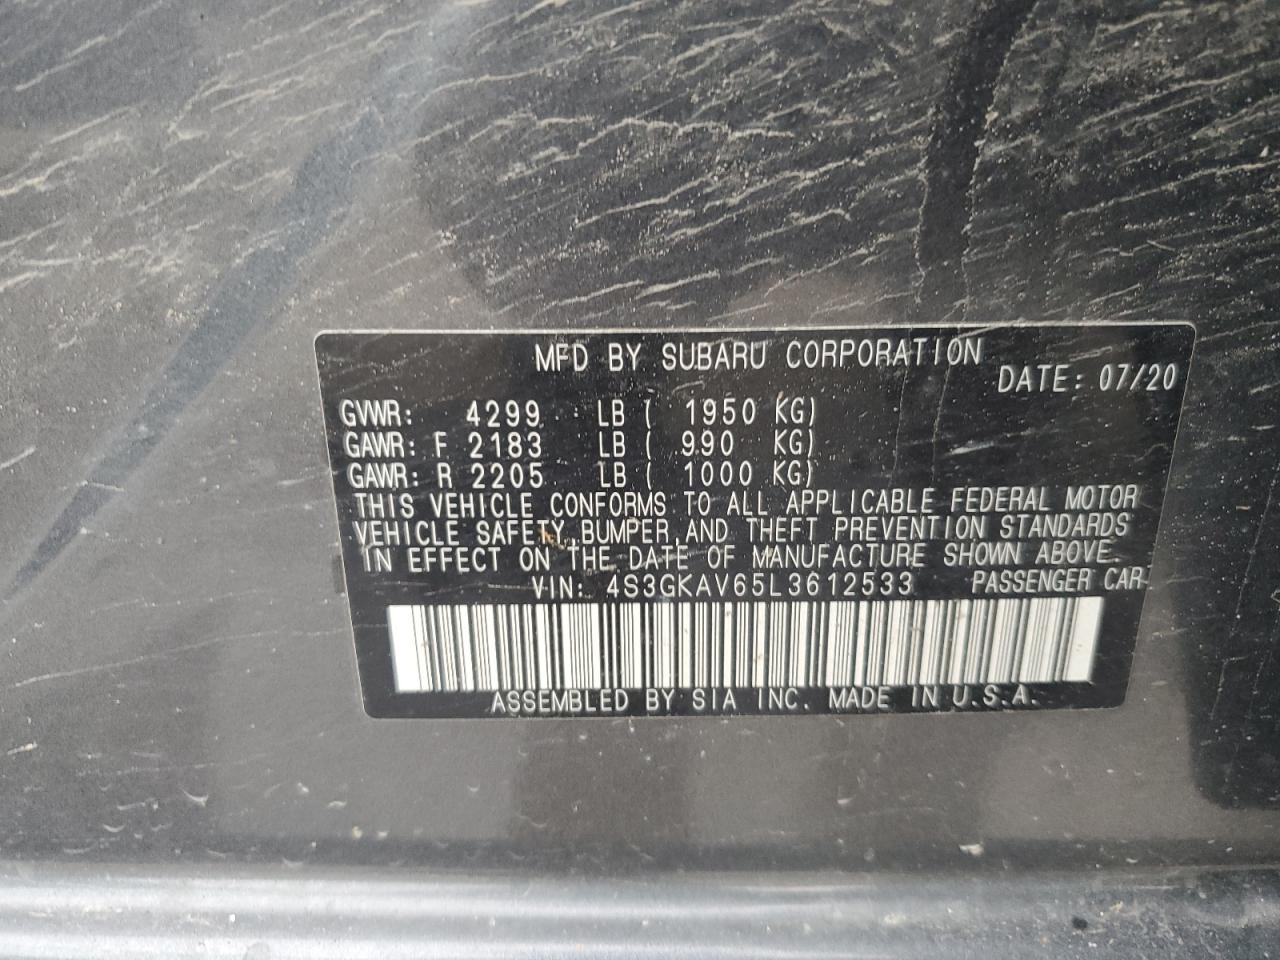 MFD BY SUBARU CORPORATION
DATE: 07/20
GVWR: 4299 LB ( 1950 KG)
GAWR: F 2183 LB ( 990 KG)
GAWR: R 2205 LB ( 1000 KG)
THIS VEHICLE CONFORMS TO ALL APPLICABLE FEDERAL MOTOR
VEHICLE SAFETY, BUMPER, AND THEFT PREVENTION STANDARDS
IN EFFECT ON THE DATE OF MANUFACTURE SHOWN ABOVE.
VIN: 4S3GKAV65L3612533 PASSENGER CAR
ASSEMBLED BY SIA INC. MADE IN U.S.A.